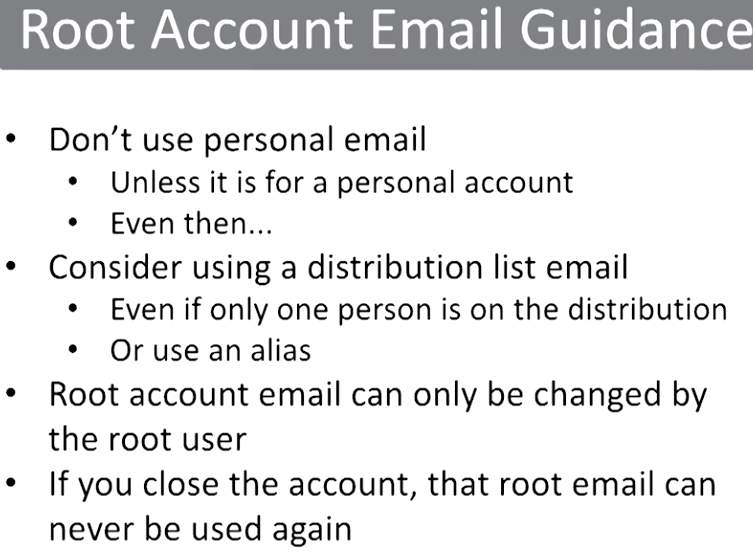 Root Account Email Guidance
• Don't use personal email
• Unless it is for a personal account
• Even then...
• Consider using a distribution list email
• Even if only one person is on the distribution
• Or use an alias
• Root account email can only be changed by
the root user
• If you close the account, that root email can
never be used again